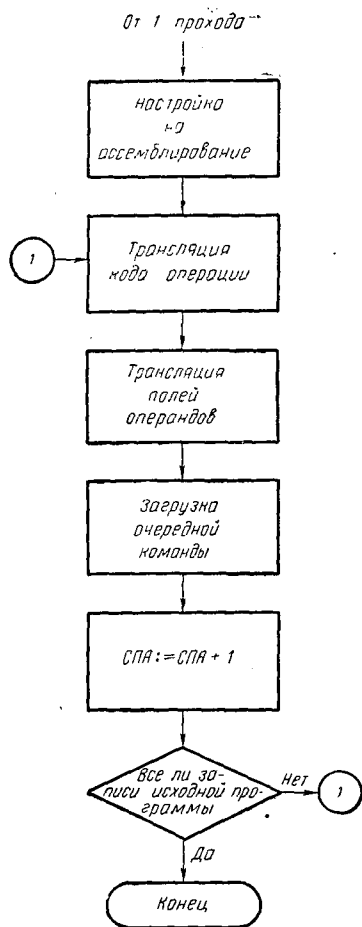 От 1 прохода
Настройка
на
ассемблирование
1
Трансляция
кода операции
Трансляция
полей
операндов
Загрузка
очередной
команды
СПА:=СПА+1
Все ли за-
писи исходной про-
граммы
Нет
1
Да
Конец